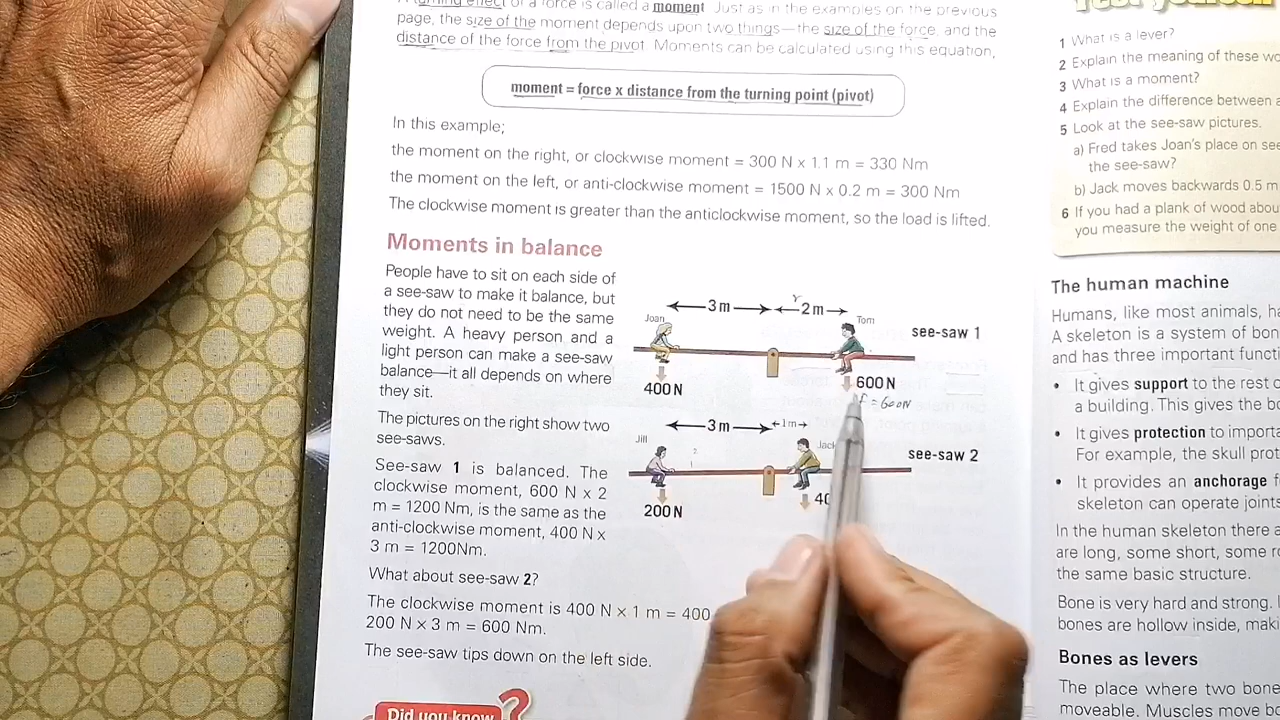 turning effect of a force is called a moment. Just as in the examples on the previous
page, the size of the moment depends upon two things—the size of the force, and the
distance of the force from the pivot. Moments can be calculated using this equation,
moment = force x distance from the turning point (pivot)
In this example;
the moment on the right, or clockwise moment = 300 N x 1.1 m = 330 Nm
the moment on the left, or anti-clockwise moment = 1500 N x 0.2 m = 300 Nm
The clockwise moment is greater than the anticlockwise moment, so the load is lifted.
Moments in balance
People have to sit on each side of
a see-saw to make it balance, but
they do not need to be the same
weight. A heavy person and a
light person can make a see-saw
balance—it all depends on where
they sit.
The pictures on the right show two
see-saws.
See-saw 1 is balanced. The
clockwise moment, 600 N x 2
m = 1200 Nm, is the same as the
anti-clockwise moment, 400 N x
3 m = 1200Nm.
What about see-saw 2?
The clockwise moment is 400 N x 1 m = 400
200 N x 3 m = 600 Nm.
The see-saw tips down on the left side.
Did you know
3 m
2 m
Joan
Tom
see-saw 1
400 N
600 N
f = 600N
3 m
1m
Jill
Jack
see-saw 2
200 N
40
1 What is a lever?
2 Explain the meaning of these
3 What is a moment?
4 Explain the difference between
5 Look at the see-saw pictures.
a) Fred takes Joan's place on
the see-saw?
b) Jack moves backwards 0.5 m
6 If you had a plank of wood
you measure the weight of one
The human machine
Humans, like most animals,
A skeleton is a system of
and has three important
• It gives support to the rest
a building. This gives the
• It gives protection to
For example, the skull
• It provides an anchorage
skeleton can operate
In the human skeleton there
are long, some short, some
the same basic structure.
Bone is very hard and strong.
bones are hollow inside,
Bones as levers
The place where two
moveable. Muscles move